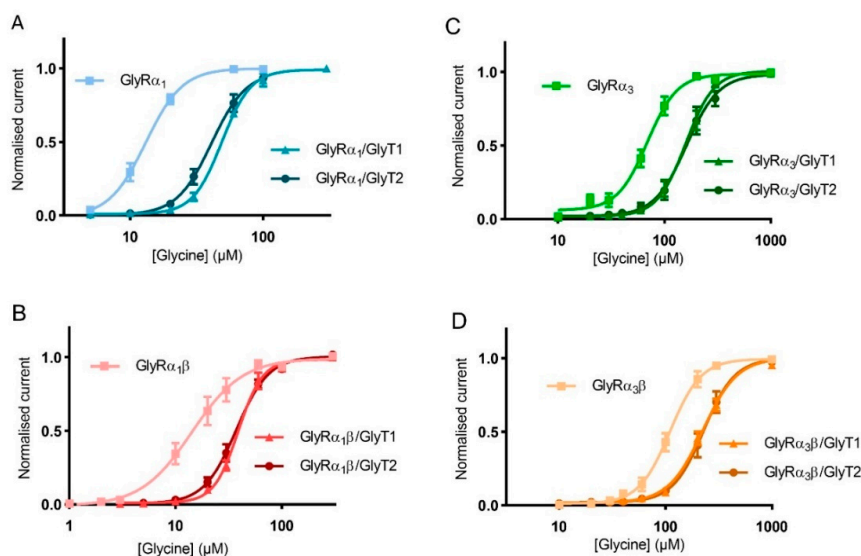 A
Normalised current
1.0
0.5
0.0
GlyRα₁
GlyRα₁/GlyT1
GlyRα₁/GlyT2
10
100
[Glycine] (µM)
C
Normalised current
1.0
0.5
0.0
GlyRα₃
GlyRα₃/GlyT1
GlyRα₃/GlyT2
10
100
1000
[Glycine] (µM)
B
Normalised current
1.0
0.5
0.0
GlyRα₁β
GlyRα₁β/GlyT1
GlyRα₁β/GlyT2
1
10
100
[Glycine] (µM)
D
Normalised current
1.0
0.5
0.0
GlyRα₃β
GlyRα₃β/GlyT1
GlyRα₃β/GlyT2
10
100
1000
[Glycine] (µM)